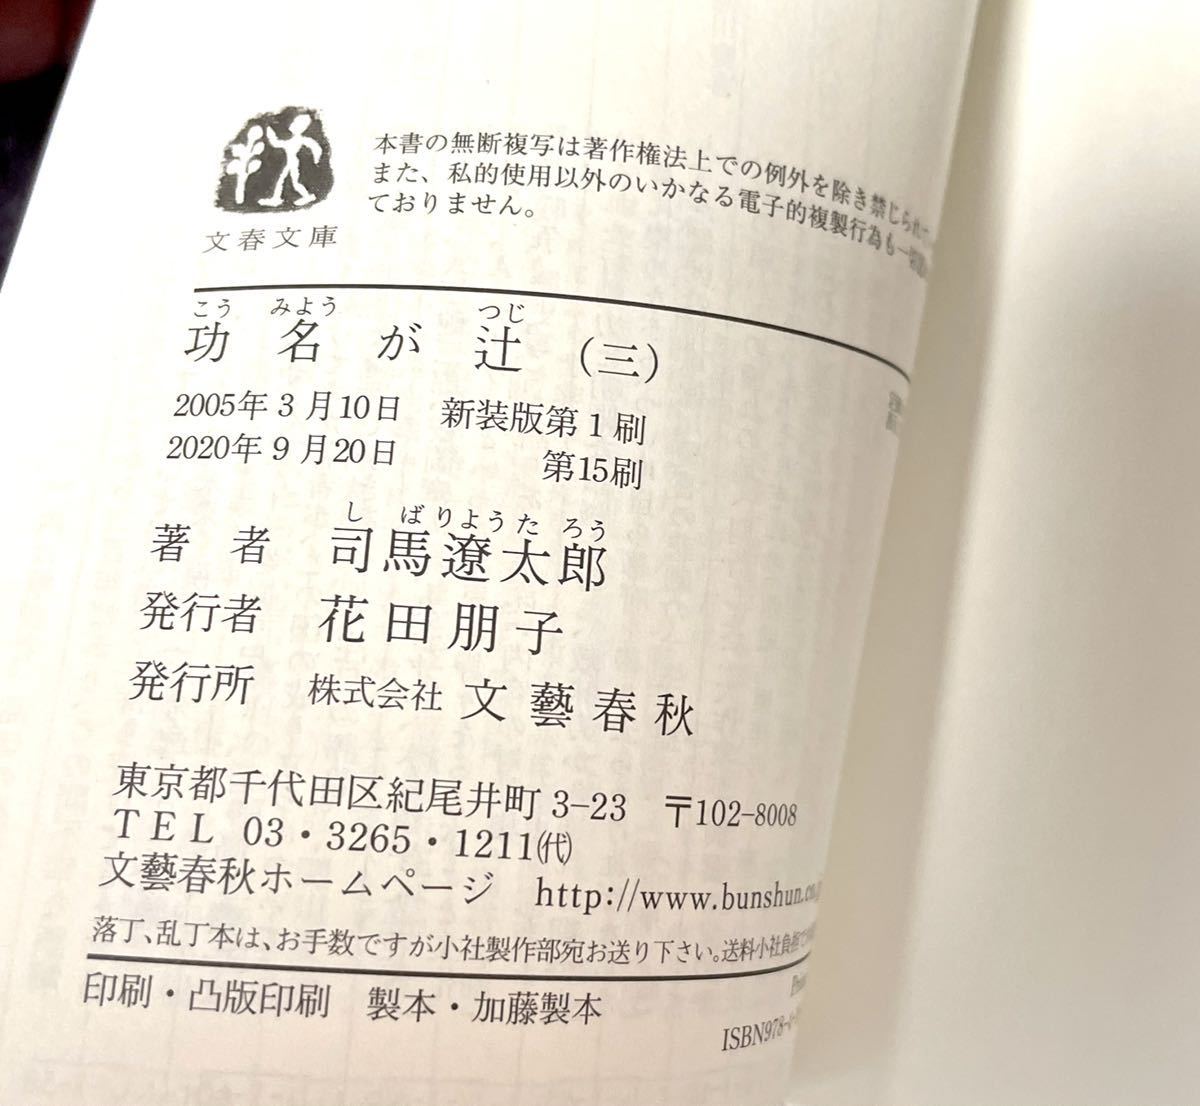 文春文庫
本書の無断複写は著作権法上での例外を除き禁じられ
また、私的使用以外のいかなる電子的複製行為も一切
ておりません。
こう みよう つじ
功名が辻（三）
2005年3月10日 新装版第1刷
2020年9月20日 第15刷
し ば りよう た ろう
著者 司馬遼太郎
発行者 花田朋子
発行所 株式会社 文藝春秋
東京都千代田区紀尾井町3-23 〒102-8008
TEL 03・3265・1211㈹
文藝春秋ホームページ http://www.bunshun.co
落丁、乱丁本は、お手数ですが小社製作部宛お送り下さい。送料小社負担で
印刷・凸版印刷 製本・加藤製本
ISBN978-4